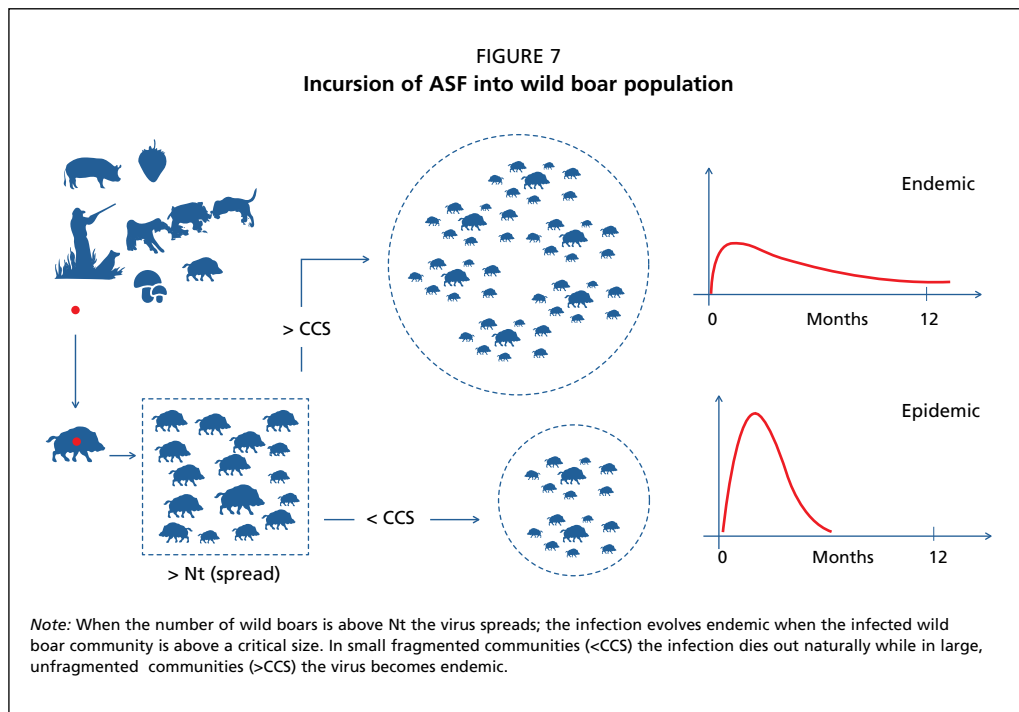 FIGURE 7
Incursion of ASF into wild boar population
Endemic
> CCS
0 Months 12
Epidemic
< CCS
> Nt (spread)
0 Months 12
Note: When the number of wild boars is above Nt the virus spreads; the infection evolves endemic when the infected wild
boar community is above a critical size. In small fragmented communities (<CCS) the infection dies out naturally while in large,
unfragmented communities (>CCS) the virus becomes endemic.